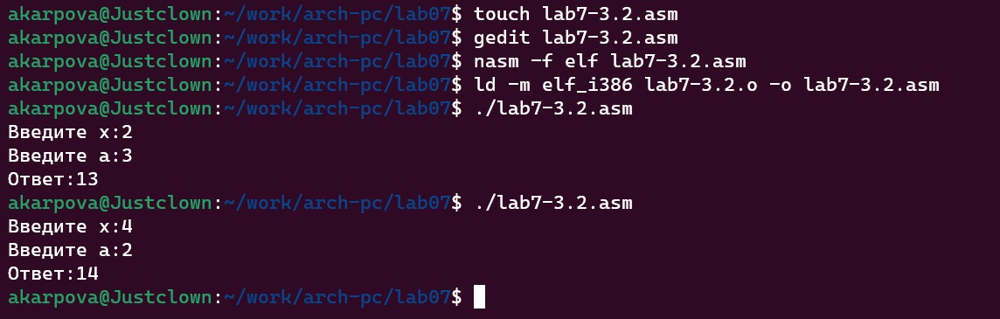 akarpova@Justclown:~/work/arch-pc/lab07$ touch lab7-3.2.asm
akarpova@Justclown:~/work/arch-pc/lab07$ gedit lab7-3.2.asm
akarpova@Justclown:~/work/arch-pc/lab07$ nasm -f elf lab7-3.2.asm
akarpova@Justclown:~/work/arch-pc/lab07$ ld -m elf_i386 lab7-3.2.o -o lab7-3.2.asm
akarpova@Justclown:~/work/arch-pc/lab07$ ./lab7-3.2.asm
Введите x:2
Введите a:3
Ответ:13
akarpova@Justclown:~/work/arch-pc/lab07$ ./lab7-3.2.asm
Введите x:4
Введите a:2
Ответ:14
akarpova@Justclown:~/work/arch-pc/lab07$